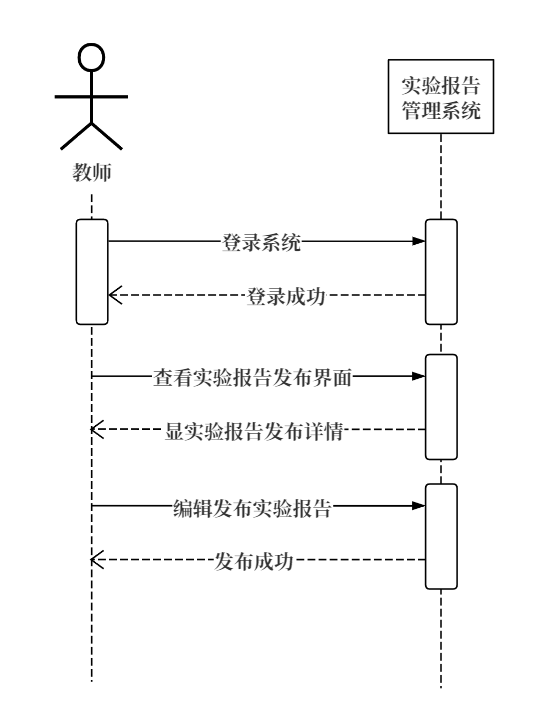 实验报告
管理系统
教师
登录系统
登录成功
查看实验报告发布界面
显实验报告发布详情
编辑发布实验报告
发布成功